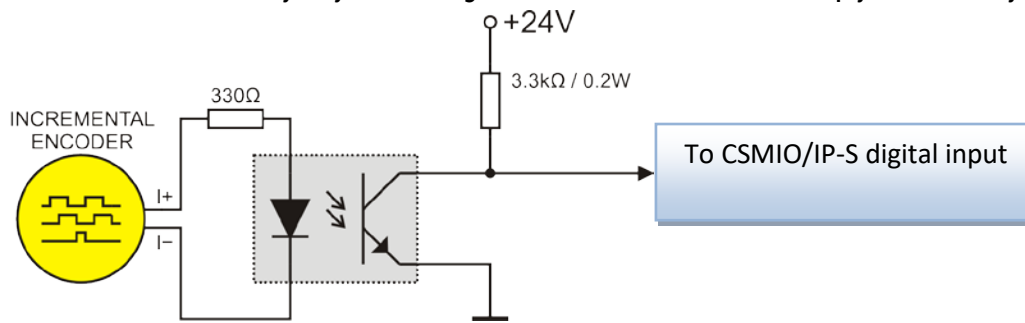 +24V
3.3kΩ / 0.2W
330Ω
INCREMENTAL
ENCODER
I+
I–
To CSMIO/IP-S digital input